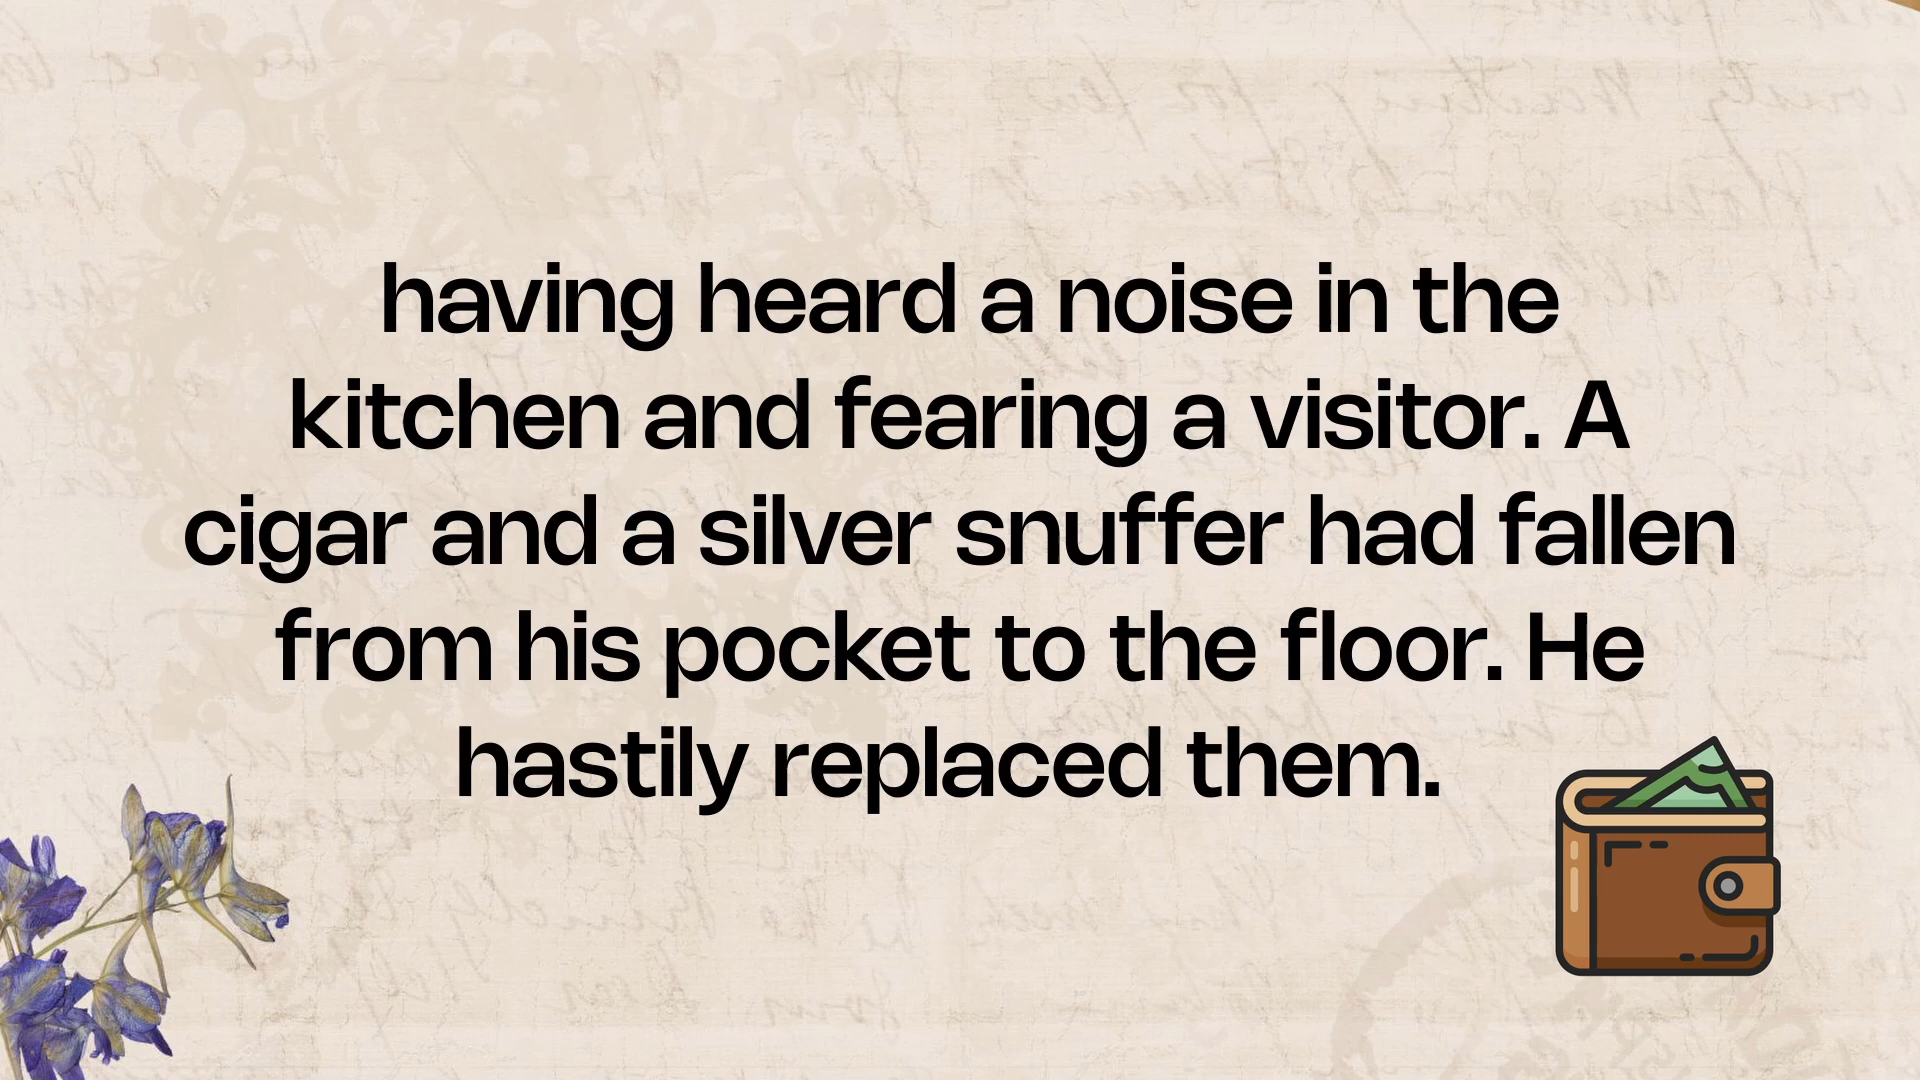 having heard a noise in the
kitchen and fearing a visitor. A
cigar and a silver snuffer had fallen
from his pocket to the floor. He
hastily replaced them.